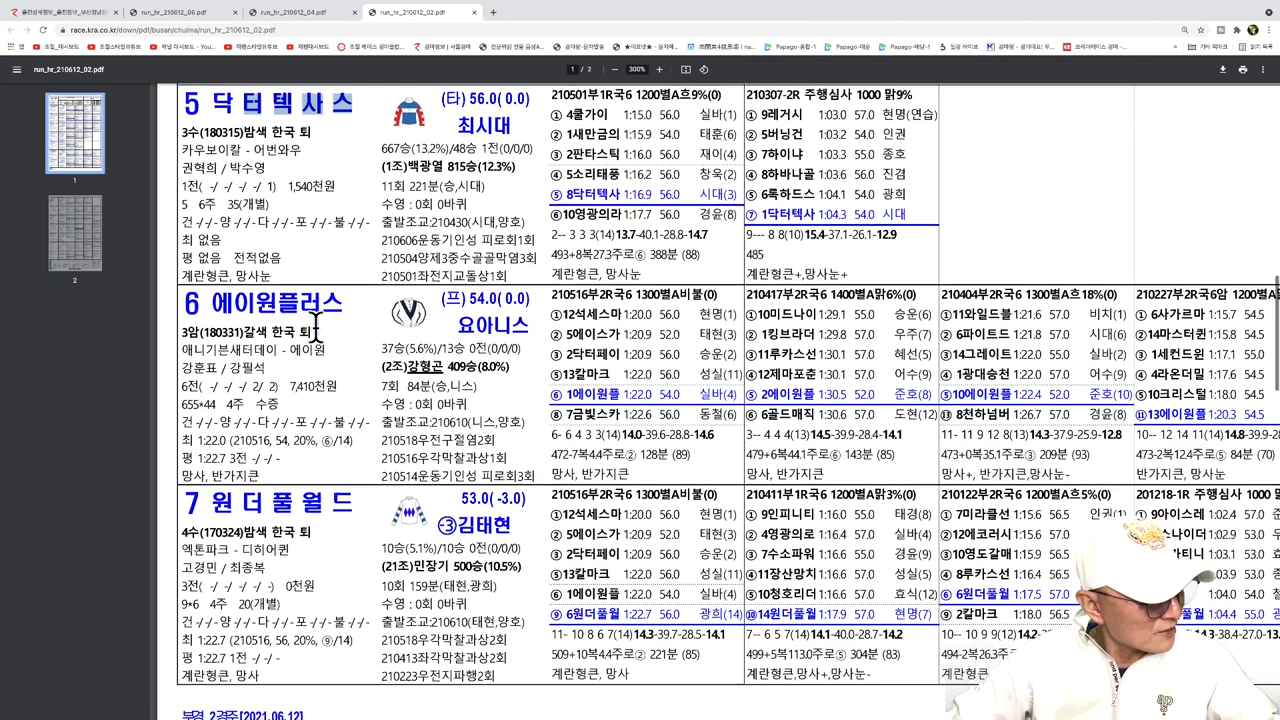 출전상세정보_출전정보_부산경남경 run_hr_210612_06.pdf run_hr_210612_04.pdf run_hr_210612_02.pdf
race.kra.co.kr/down/pdf/busan/chulma/run_hr_210612_02.pdf
run_hr_210612_02.pdf 1 / 2 300%
1
2
5 닥터텍사스
3수(180315)밤색 한국 퇴
카우보이칼 - 어번와우
권혁희 / 박수영
1전( -/ -/ -/ -/ 1) 1,540천원
5 6주 35(개별)
건-/-/-양-/-/-다-/-/-포-/-/-불-/-/-
최 없음
평 없음 전적없음
계란형큰, 망사눈
(타) 56.0( 0.0)
최시대
667승(13.2%)/48승 1전(0/0/0)
(1조)백광열 815승(12.3%)
11회 221분(승,시대)
수영 : 0회 0바퀴
출발조교:210430(시대,양호)
210606운동기인성 피로회1회
210504양제3중수골골막염3회
210501좌전지교돌상1회
210501부1R국6 1200별A흐9%(0)
① 4쿨가이 1:15.0 56.0 실바(1)
② 1새만금의 1:15.9 54.0 태훈(6)
③ 2판타스틱 1:16.0 54.0 재이(4)
④ 5소리태풍 1:16.2 56.0 창욱(2)
⑤ 8닥터텍사 1:16.9 56.0 시대(3)
⑥10영광의라 1:17.7 56.0 경윤(8)
2-- 3 3 3(14)13.7-40.1-28.8-14.7
493+8복27.3주로⑥ 388분 (88)
계란형큰, 망사눈
210307-2R 주행심사 1000 맑9%
① 9레거시 1:03.0 57.0 현명(연습)
② 5버닝건 1:03.2 54.0 인권
③ 7하이냐 1:03.3 55.0 종호
④ 8하바나골 1:03.6 56.0 진겸
⑤ 6록하드스 1:04.1 54.0 광희
⑦ 1닥터텍사 1:04.3 54.0 시대
9--- 8 8(10)15.4-37.1-26.1-12.9
485
계란형큰+,망사눈+
6 에이원플러스
3암(180331)갈색 한국 퇴
애니기븐새터데이 - 에이원
강훈표 / 강필석
6전( -/ -/ -/ 2/ 2) 7,410천원
655*44 4주 수증
건-/-/-양-/-/-다-/-/-포-/-/-불-/-/-
최 1:22.0 (210516, 54, 20%, ⑥/14)
평 1:22.7 3전 -/-/-
망사, 반가지큰
(프) 54.0( 0.0)
요아니스
37승(5.6%)/13승 0전(0/0/0)
(2조)강형곤 409승(8.0%)
7회 84분(승,니스)
수영 : 0회 0바퀴
출발조교:210610(니스,양호)
210518우전구절염2회
210516우각막찰과상1회
210514운동기인성 피로회3회
210516부2R국6 1300별A비불(0)
①12석세스마 1:20.0 56.0 현명(1)
② 5에이스가 1:20.9 52.0 태현(3)
③ 2닥터페이 1:20.9 54.0 승운(2)
⑤13칼마크 1:22.0 54.0 성실(11)
⑥ 1에이원플 1:22.0 54.0 실바(4)
⑧ 7금빛스카 1:22.6 56.0 동철(6)
6- 6 4 3 3(14)14.0-39.6-28.8-14.6
472-7복4.4주로② 128분 (89)
망사, 반가지큰
210417부2R국6 1400별A맑6%(0)
①10미드나이 1:29.1 55.0 승운(6)
② 1킹브라더 1:29.8 57.0 우주(7)
③11루카스선 1:30.1 57.0 혜선(5)
④12제마포춘 1:30.1 57.0 어수(9)
⑤ 2에이원플 1:30.5 52.0 준호(8)
⑥ 6골드매직 1:30.6 57.0 도현(12)
3-- 4 4 4(13)14.5-39.9-28.4-14.1
479+6복44.1주로⑥ 143분 (85)
망사, 반가지큰
210404부2R국6 1300별A흐18%(0)
①11와일드블 1:21.6 57.0 비치(1)
② 6파이트드 1:21.8 57.0 시대(6)
③14그레이트 1:22.0 54.0 실바(2)
④ 1광대승천 1:22.0 57.0 어수(9)
⑤10에이원플 1:22.4 52.0 준호(10)
⑬ 8천하넘버 1:26.7 57.0 경윤(8)
11- 11 9 12 8(13)14.3-37.9-25.9-12.8
473+0복35.1주로③ 209분 (93)
망사+, 반가지큰,망사눈-
210227부2R국6암 1200별A
① 6사가르마 1:15.7 54.5
②14마스터퀸 1:15.8 54.5
③ 1세컨드윈 1:17.1 55.0
④ 4라온더밀 1:17.6 54.5
⑩10크리스털 1:18.0 54.5
⑪13에이원플 1:20.3 54.5
10-- 12 14 11(14)14.8-39.9
473-2복12.4주로⑤ 84분 (70)
반가지큰, 망사눈
7 원더풀월드
4수(170324)밤색 한국 퇴
엑톤파크 - 디히어퀸
고경민 / 최종복
3전( -/ -/ -/ -/ -) 0천원
9*6 4주 20(개별)
건-/-/-양-/-/-다-/-/-포-/-/-불-/-/-
최 1:22.7 (210516, 56, 20%, ⑨/14)
평 1:22.7 1전 -/-/-
계란형큰, 망사
53.0( -3.0)
③김태현
10승(5.1%)/10승 0전(0/0/0)
(21조)민장기 500승(10.5%)
10회 159분(태현,광희)
수영 : 0회 0바퀴
출발조교:210610(태현,양호)
210518우각막찰과상2회
210413좌각막찰과상2회
210223우전지파행2회
210516부2R국6 1300별A비불(0)
①12석세스마 1:20.0 56.0 현명(1)
② 5에이스가 1:20.9 52.0 태현(3)
③ 2닥터페이 1:20.9 54.0 승운(2)
⑤13칼마크 1:22.0 54.0 성실(11)
⑥ 1에이원플 1:22.0 54.0 실바(4)
⑨ 6원더풀월 1:22.7 56.0 광희(14)
11- 10 8 6 7(14)14.3-39.7-28.5-14.1
509+10복4.4주로② 221분 (85)
계란형큰, 망사
210411부1R국6 1200별A맑3%(0)
① 9인피니티 1:14.0 56.0 태경(8)
② 4영광의로 1:16.4 57.0 실바(4)
③ 7수소파워 1:16.4 56.0 경윤(9)
④11장산망치 1:16.4 57.0 성실(5)
⑤10청호리더 1:16.6 57.0 효식(12)
⑩14원더풀월 1:17.9 57.0 현명(7)
7-- 6 5 7(14)14.1-40.0-28.7-14.2
499+5복113.0주로⑤ 304분 (83)
계란형큰, 망사+,망사눈-
210122부2R국6 1200별A흐5%(0)
① 7미라클선 1:15.1 57.0 인권(1)
②12에코러시 1:15.6 57.0
③10영도갈매 1:15.9 56.5
④ 8루카스선 1:16.4 56.5
⑥ 6원더풀월 1:17.5 57.0
⑨ 2칼마크 1:18.0 56.5
10-- 10 9 9(12)14.2
494-2복26.3주
계란형큰, 망사눈
201218-1R 주행심사 1000
부경 2경주[2021.06.12]